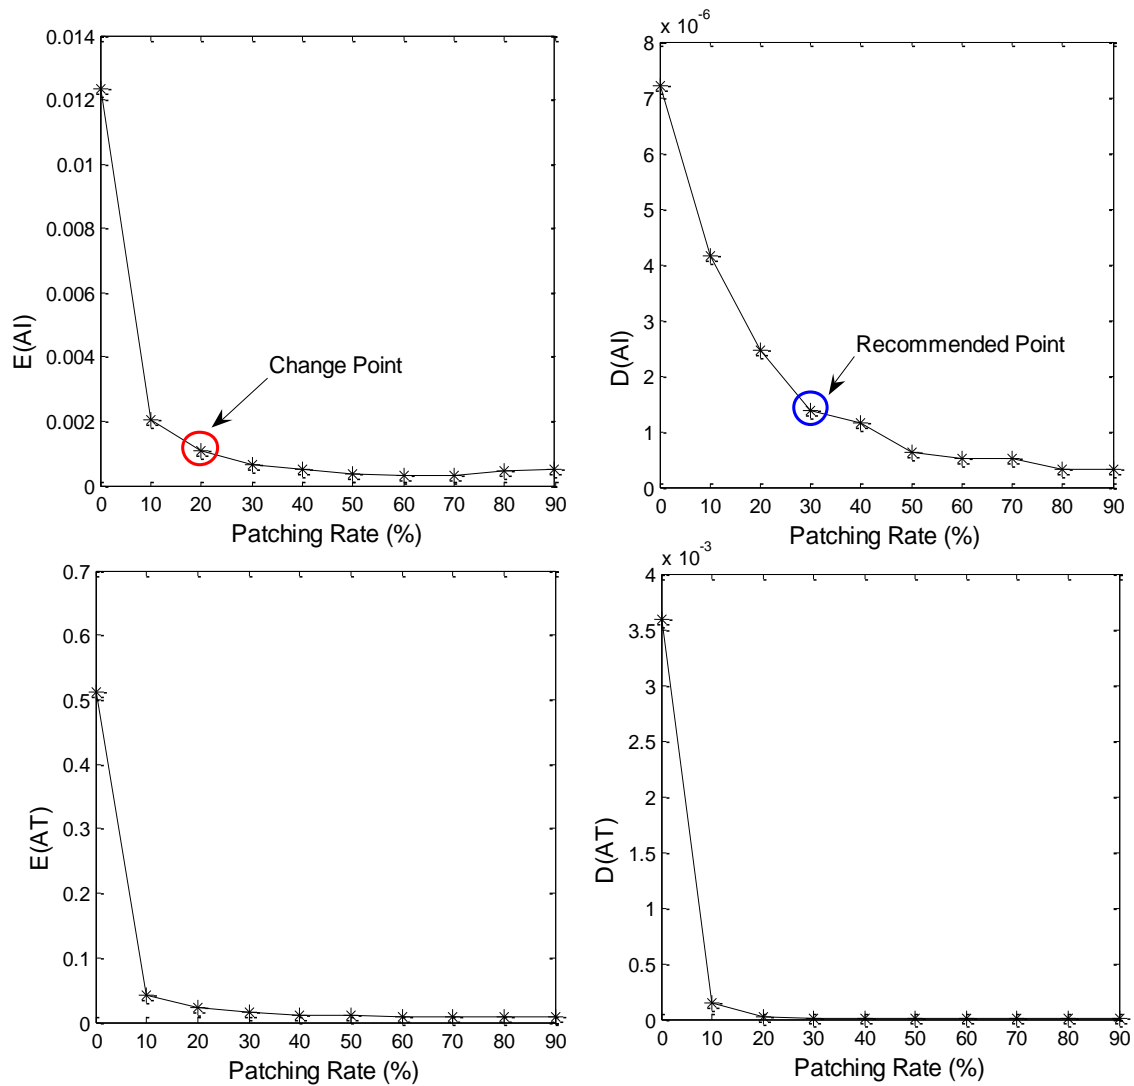 0.014
0.012
0.01
0.008
0.006
0.004
0.002
0
E(AI)
Change Point
0 10 20 30 40 50 60 70 80 90
Patching Rate (%)
x 10-6
8
7
6
5
4
3
2
1
0
D(AI)
Recommended Point
0 10 20 30 40 50 60 70 80 90
Patching Rate (%)
0.7
0.6
0.5
0.4
0.3
0.2
0.1
0
E(AT)
0 10 20 30 40 50 60 70 80 90
Patching Rate (%)
x 10-3
4
3.5
3
2.5
2
1.5
1
0.5
0
D(AT)
0 10 20 30 40 50 60 70 80 90
Patching Rate (%)